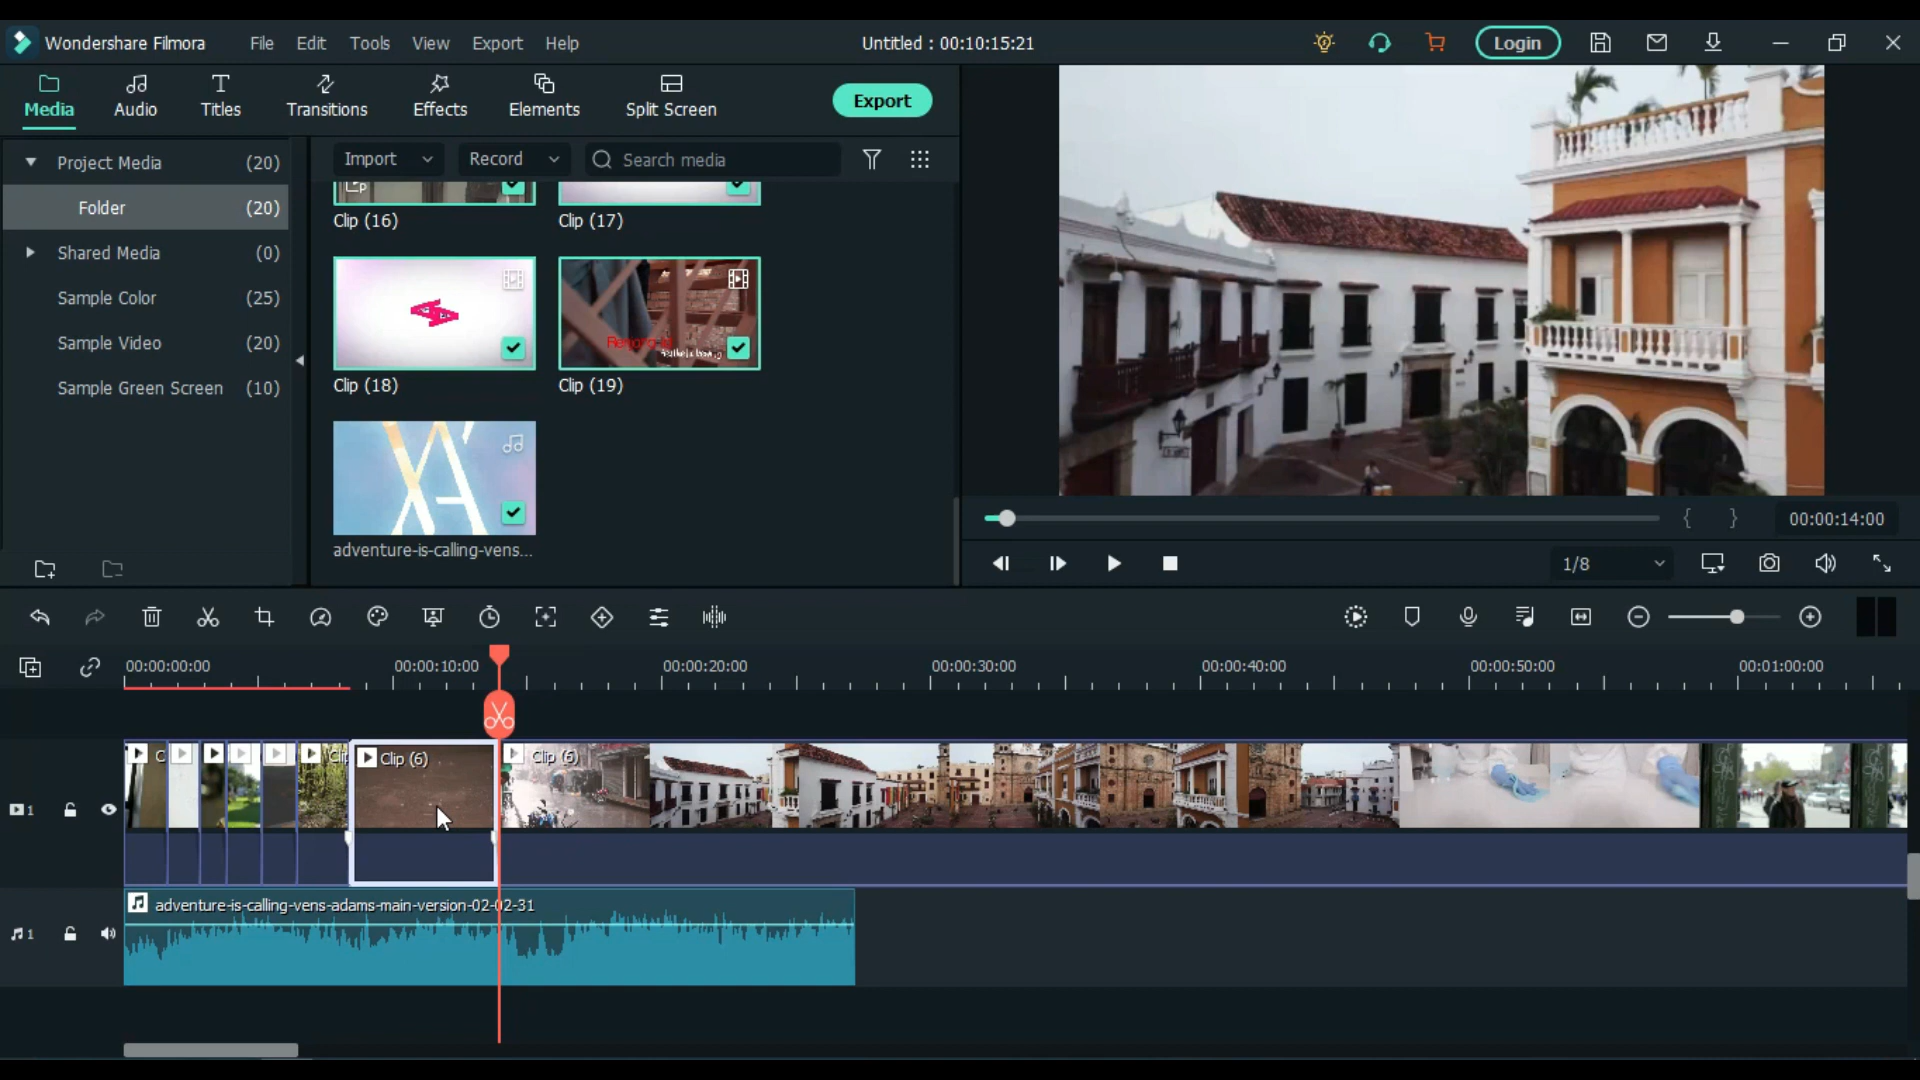 Wondershare Filmora
File
Edit
Tools
View
Export
Help
Untitled : 00:10:15:21
Login
Media
Audio
Titles
Transitions
Effects
Elements
Split Screen
Export
Project Media (20)
Folder (20)
Shared Media (0)
Sample Color (25)
Sample Video (20)
Sample Green Screen (10)
Import
Record
Search media
Clip (16)
Clip (17)
Clip (18)
Clip (19)
adventure-is-calling-vens...
00:00:14:00
1/8
00:00:00:00
00:00:10:00
00:00:20:00
00:00:30:00
00:00:40:00
00:00:50:00
00:01:00:00
C
Cli
Clip (6)
Clip (6)
1
adventure-is-calling-vens-adams-main-version-02-02-31
1